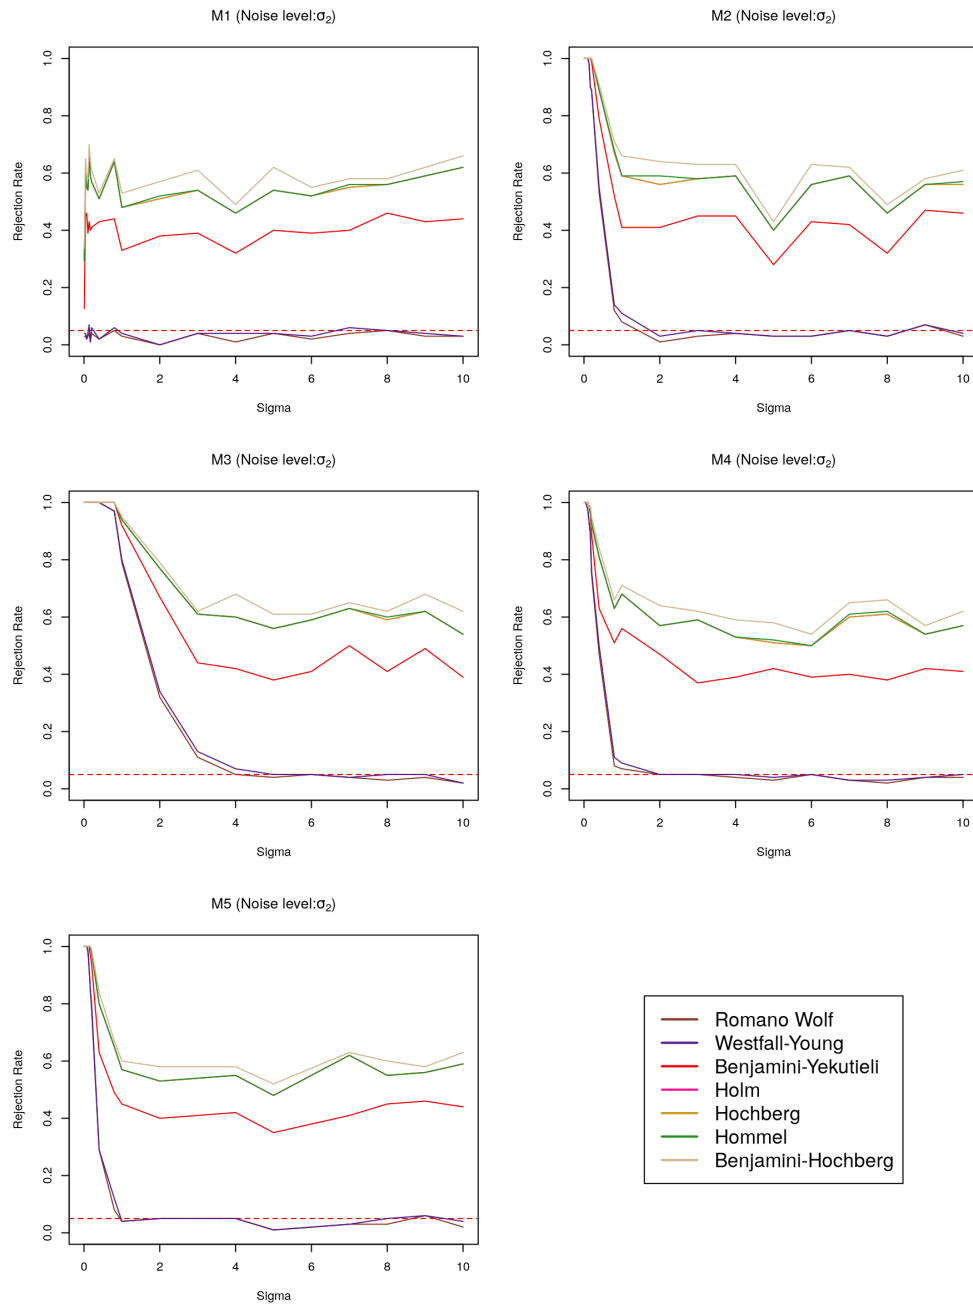 M1 (Noise level:σ₂)
Rejection Rate
1.0
0.8
0.6
0.4
0.2
0.0
0 2 4 6 8 10
Sigma
M2 (Noise level:σ₂)
Rejection Rate
1.0
0.8
0.6
0.4
0.2
0.0
0 2 4 6 8 10
Sigma
M3 (Noise level:σ₂)
Rejection Rate
1.0
0.8
0.6
0.4
0.2
0.0
0 2 4 6 8 10
Sigma
M4 (Noise level:σ₂)
Rejection Rate
1.0
0.8
0.6
0.4
0.2
0.0
0 2 4 6 8 10
Sigma
M5 (Noise level:σ₂)
Rejection Rate
1.0
0.8
0.6
0.4
0.2
0.0
0 2 4 6 8 10
Sigma
Romano Wolf
Westfall-Young
Benjamini-Yekutieli
Holm
Hochberg
Hommel
Benjamini-Hochberg